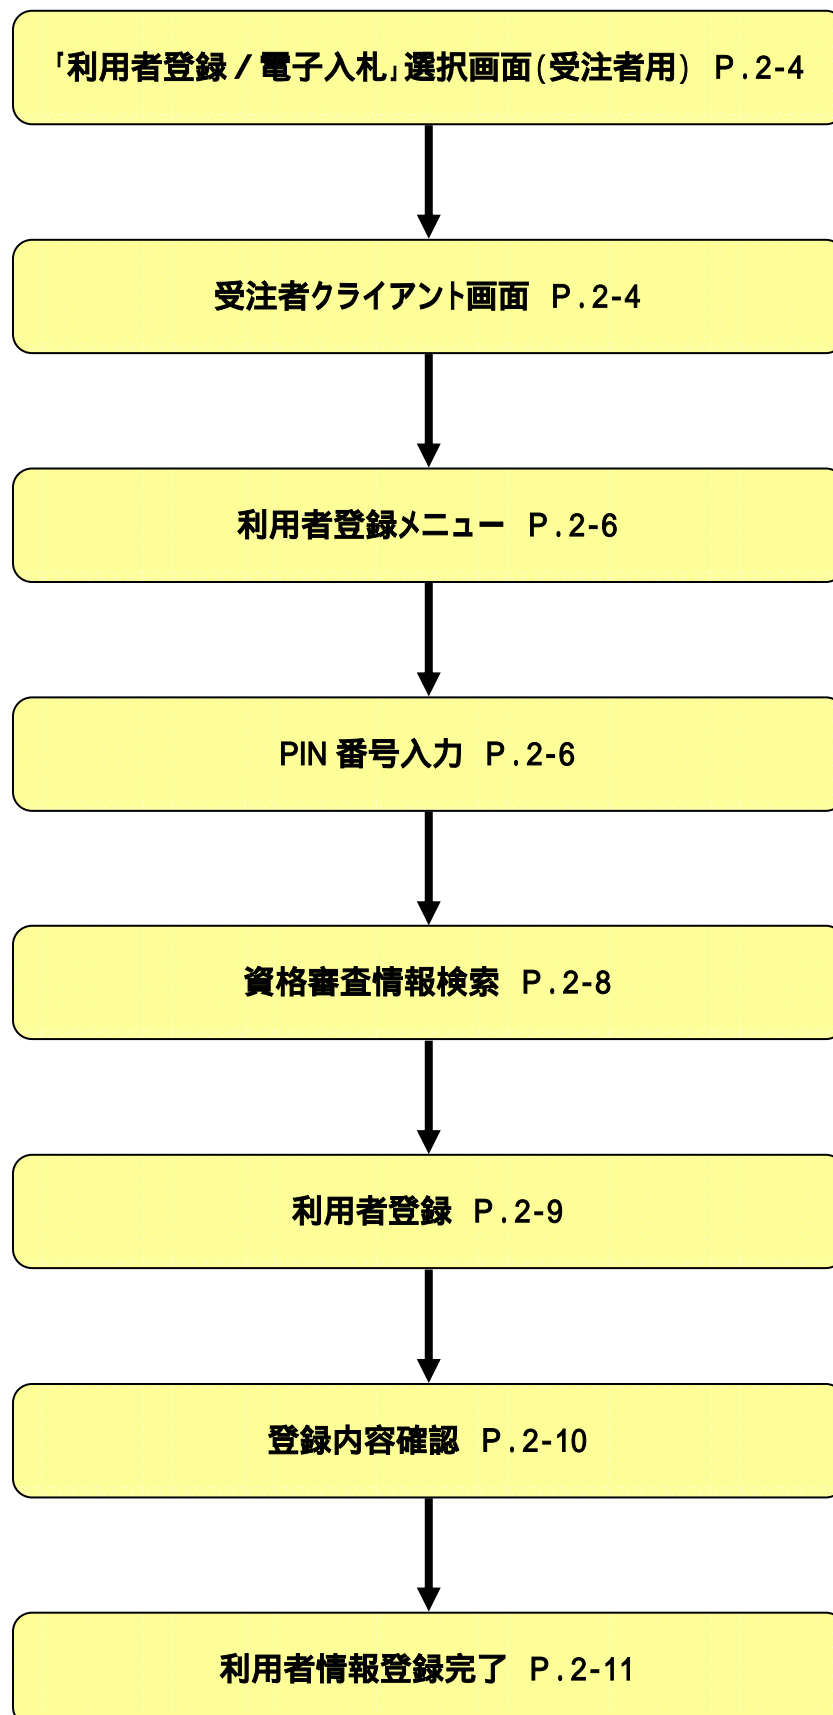 「利用者登録/電子入札」選択画面(受注者用) P.2-4
受注者クライアント画面 P.2-4
利用者登録メニュー P.2-6
PIN 番号入力 P.2-6
資格審査情報検索 P.2-8
利用者登録 P.2-9
登録内容確認 P.2-10
利用者情報登録完了 P.2-11